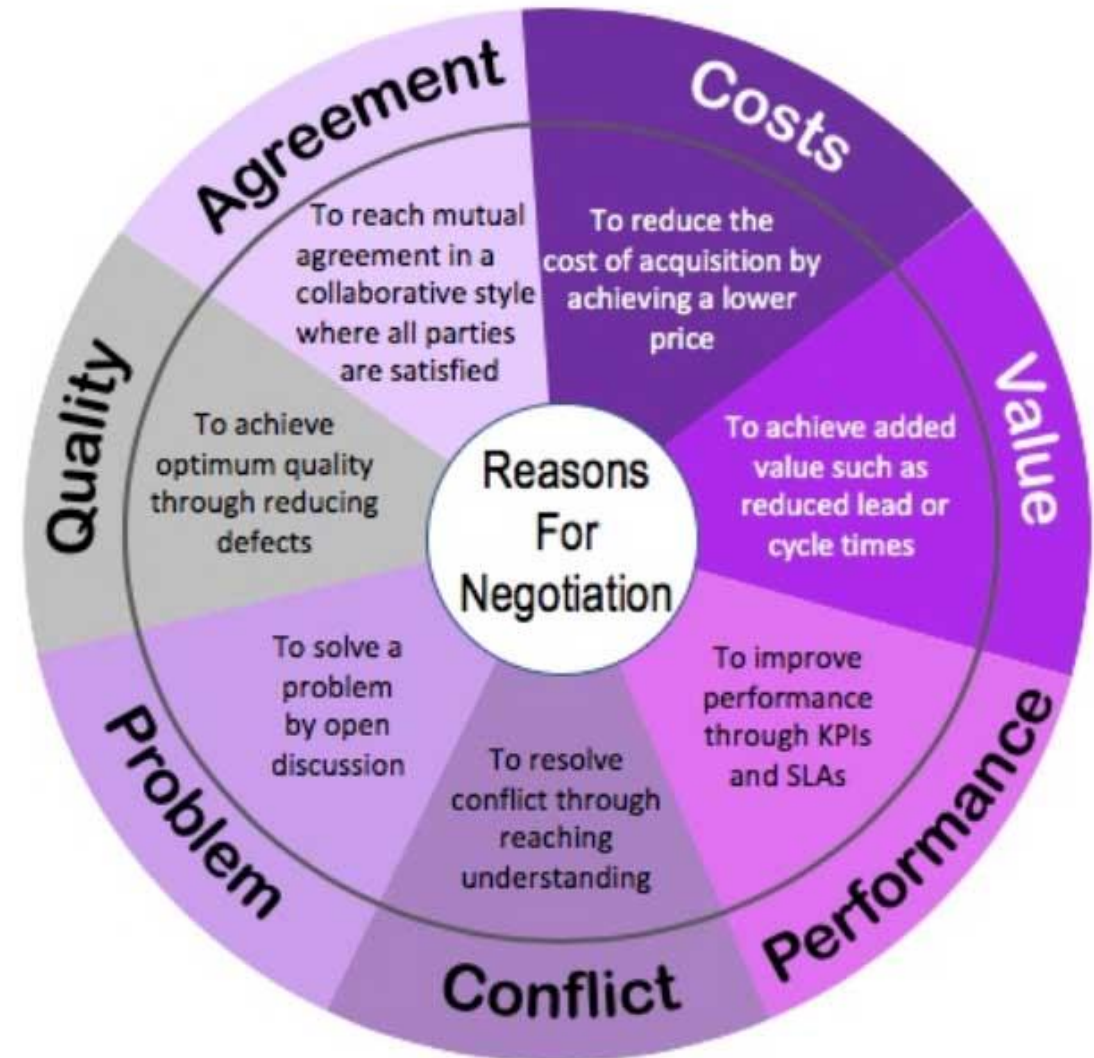 Reasons
For
Negotiation
Costs
To reduce the
cost of acquisition by
achieving a lower
price
Value
To achieve added
value such as
reduced lead or
cycle times
Performance
To improve
performance
through KPIs
and SLAs
Conflict
To resolve
conflict through
reaching
understanding
Problem
To solve a
problem
by open
discussion
Quality
To achieve
optimum quality
through reducing
defects
Agreement
To reach mutual
agreement in a
collaborative style
where all parties
are satisfied